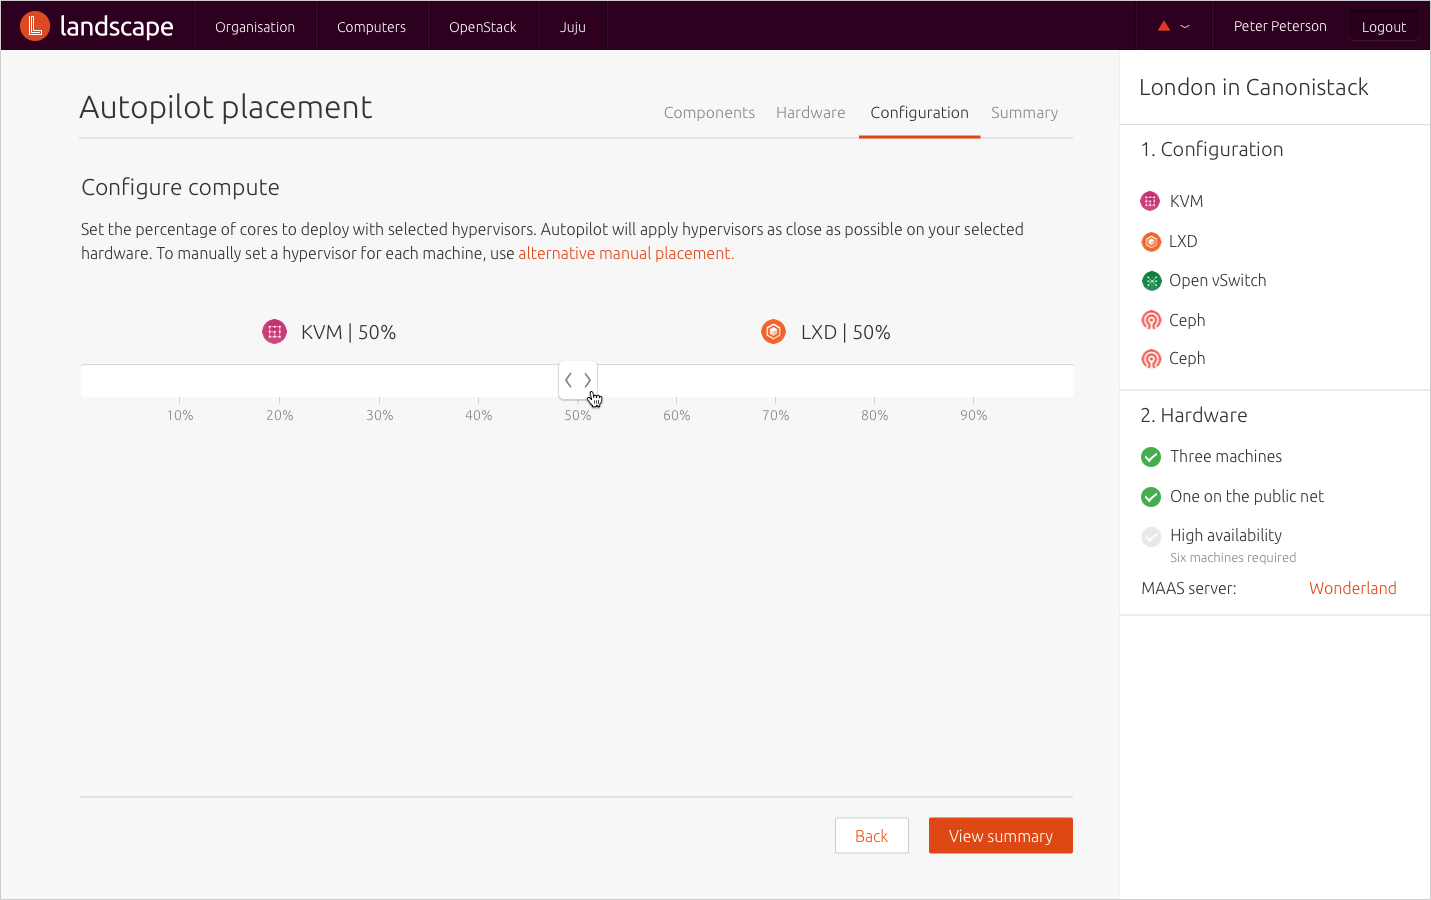 landscape
Organisation
Computers
OpenStack
Juju
Peter Peterson
Logout
Autopilot placement
Components
Hardware
Configuration
Summary
Configure compute
Set the percentage of cores to deploy with selected hypervisors. Autopilot will apply hypervisors as close as possible on your selected
hardware. To manually set a hypervisor for each machine, use alternative manual placement.
KVM | 50%
LXD | 50%
10%
20%
30%
40%
50%
60%
70%
80%
90%
Back
View summary
London in Canonistack
1. Configuration
KVM
LXD
Open vSwitch
Ceph
Ceph
2. Hardware
Three machines
One on the public net
High availability
Six machines required
MAAS server:
Wonderland